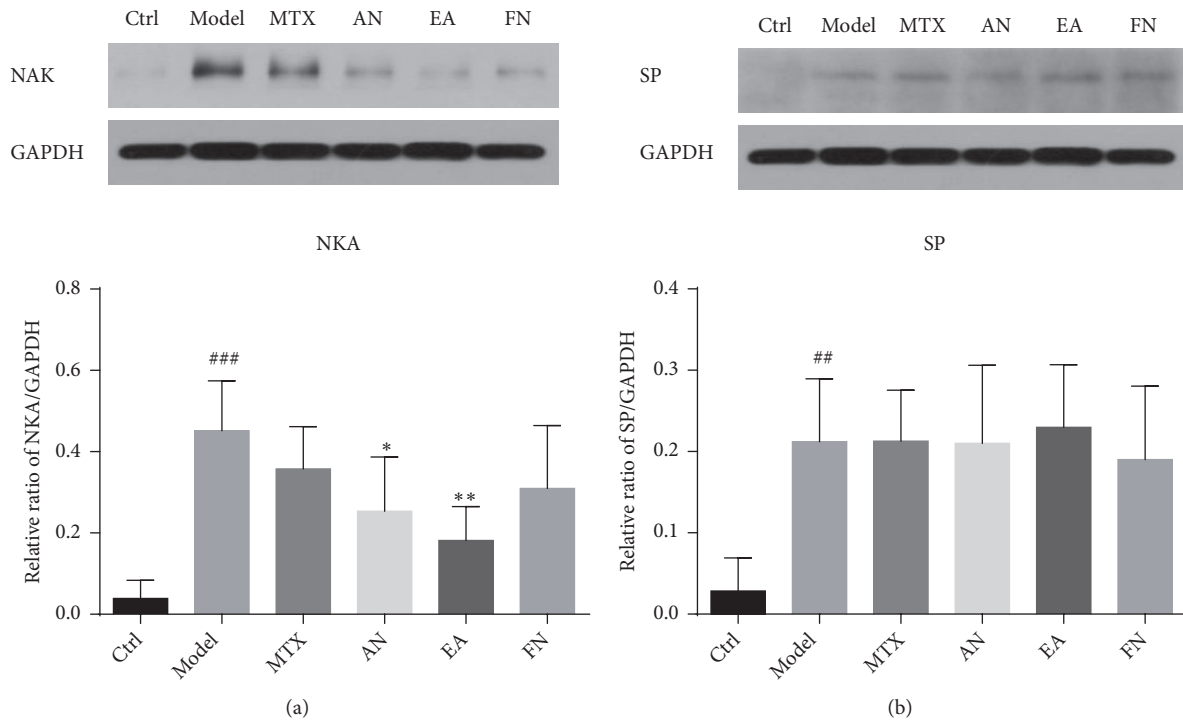 Ctrl Model MTX AN EA FN
NAK
GAPDH
NKA
0.8
###
0.6
*
0.4
**
0.2
0.0
Relative ratio of NKA/GAPDH
Ctrl Model MTX AN EA FN
(a)
Ctrl Model MTX AN EA FN
SP
GAPDH
SP
0.4
##
0.3
0.2
0.1
0.0
Relative ratio of SP/GAPDH
Ctrl Model MTX AN EA FN
(b)